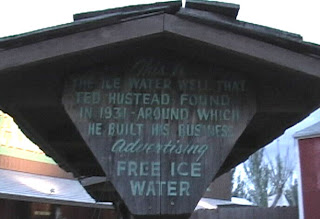 This is
THE ICE WATER WELL THAT
TED HUSTEAD FOUND
IN 1931 - AROUND WHICH
HE BUILT HIS BUSINESS
Advertising
FREE ICE
WATER